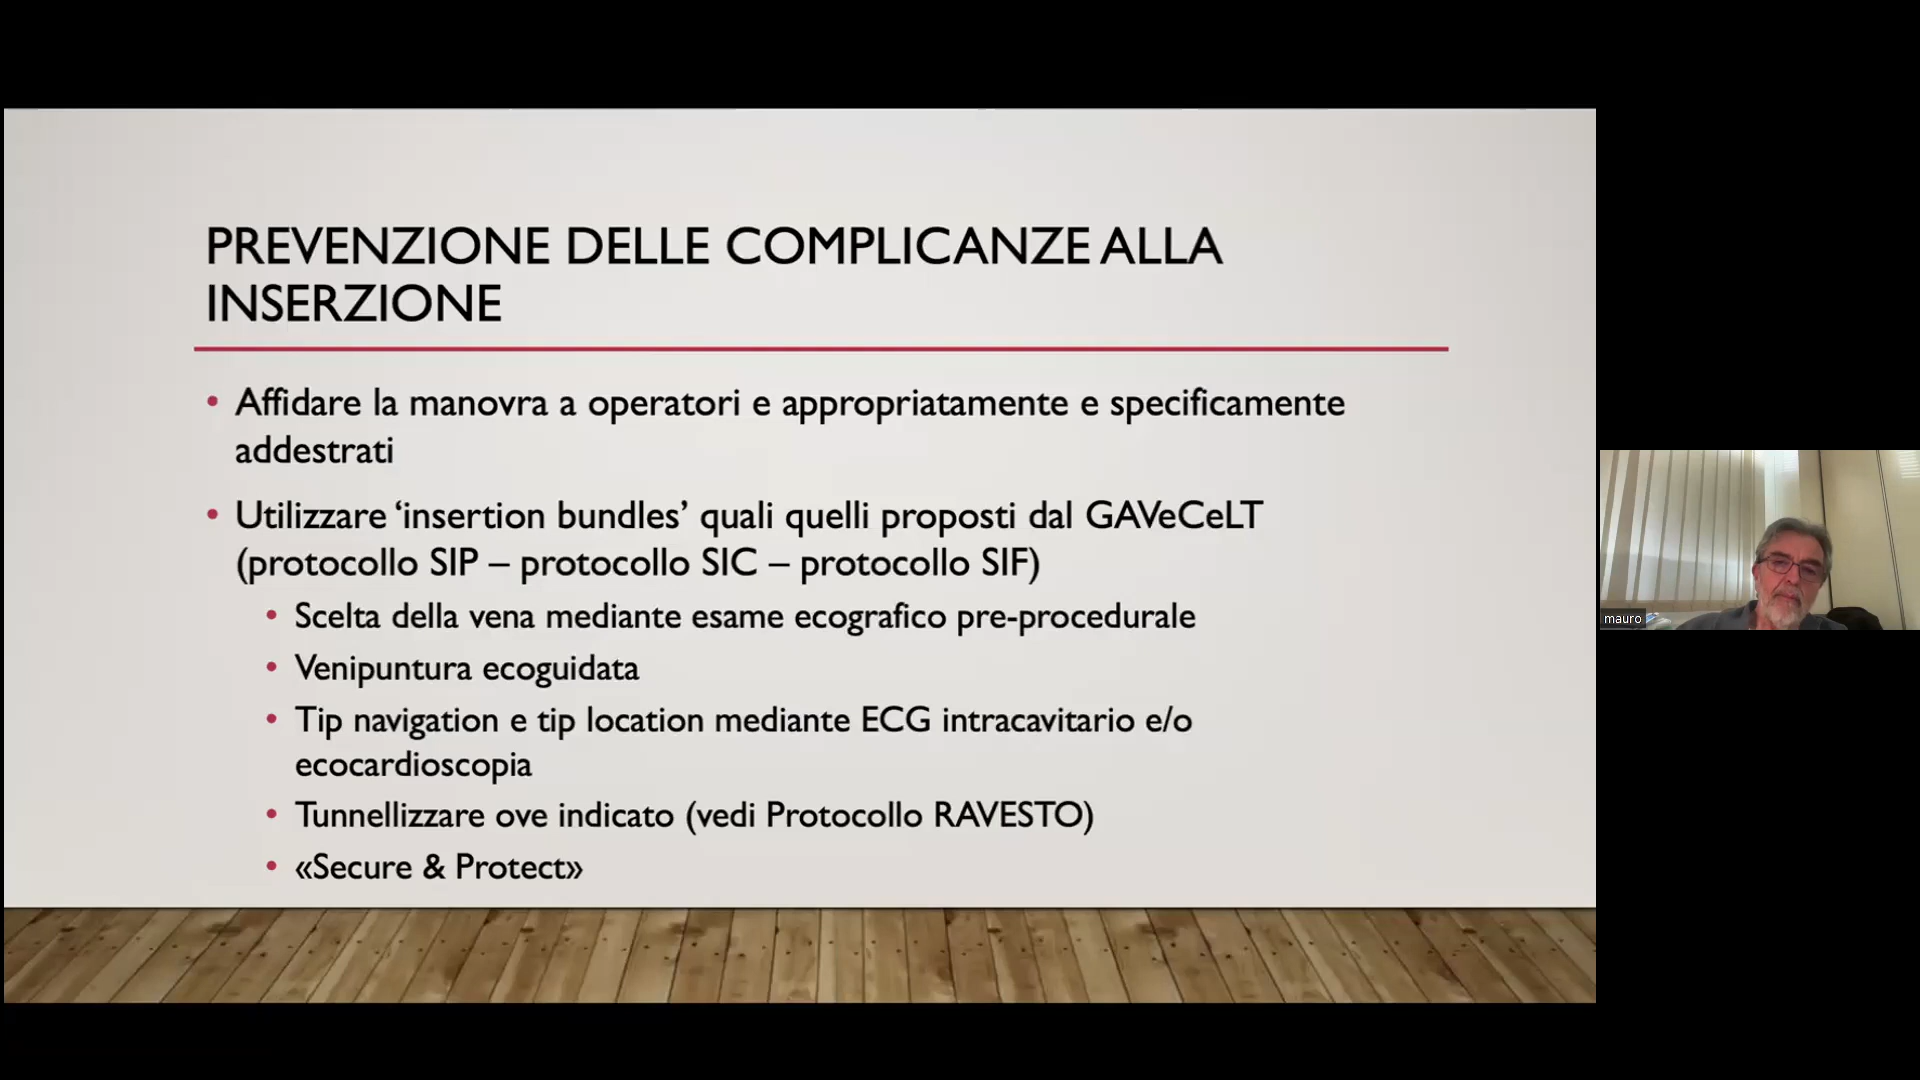 PREVENZIONE DELLE COMPLICANZE ALLA
INSERZIONE
• Affidare la manovra a operatori e appropriatamente e specificamente
addestrati
• Utilizzare ‘insertion bundles’ quali quelli proposti dal GAVeCeLT
(protocollo SIP – protocollo SIC – protocollo SIF)
• Scelta della vena mediante esame ecografico pre-procedurale
• Venipuntura ecoguidata
• Tip navigation e tip location mediante ECG intracavitario e/o
ecocardioscopia
• Tunnellizzare ove indicato (vedi Protocollo RAVESTO)
• «Secure & Protect»
mauro